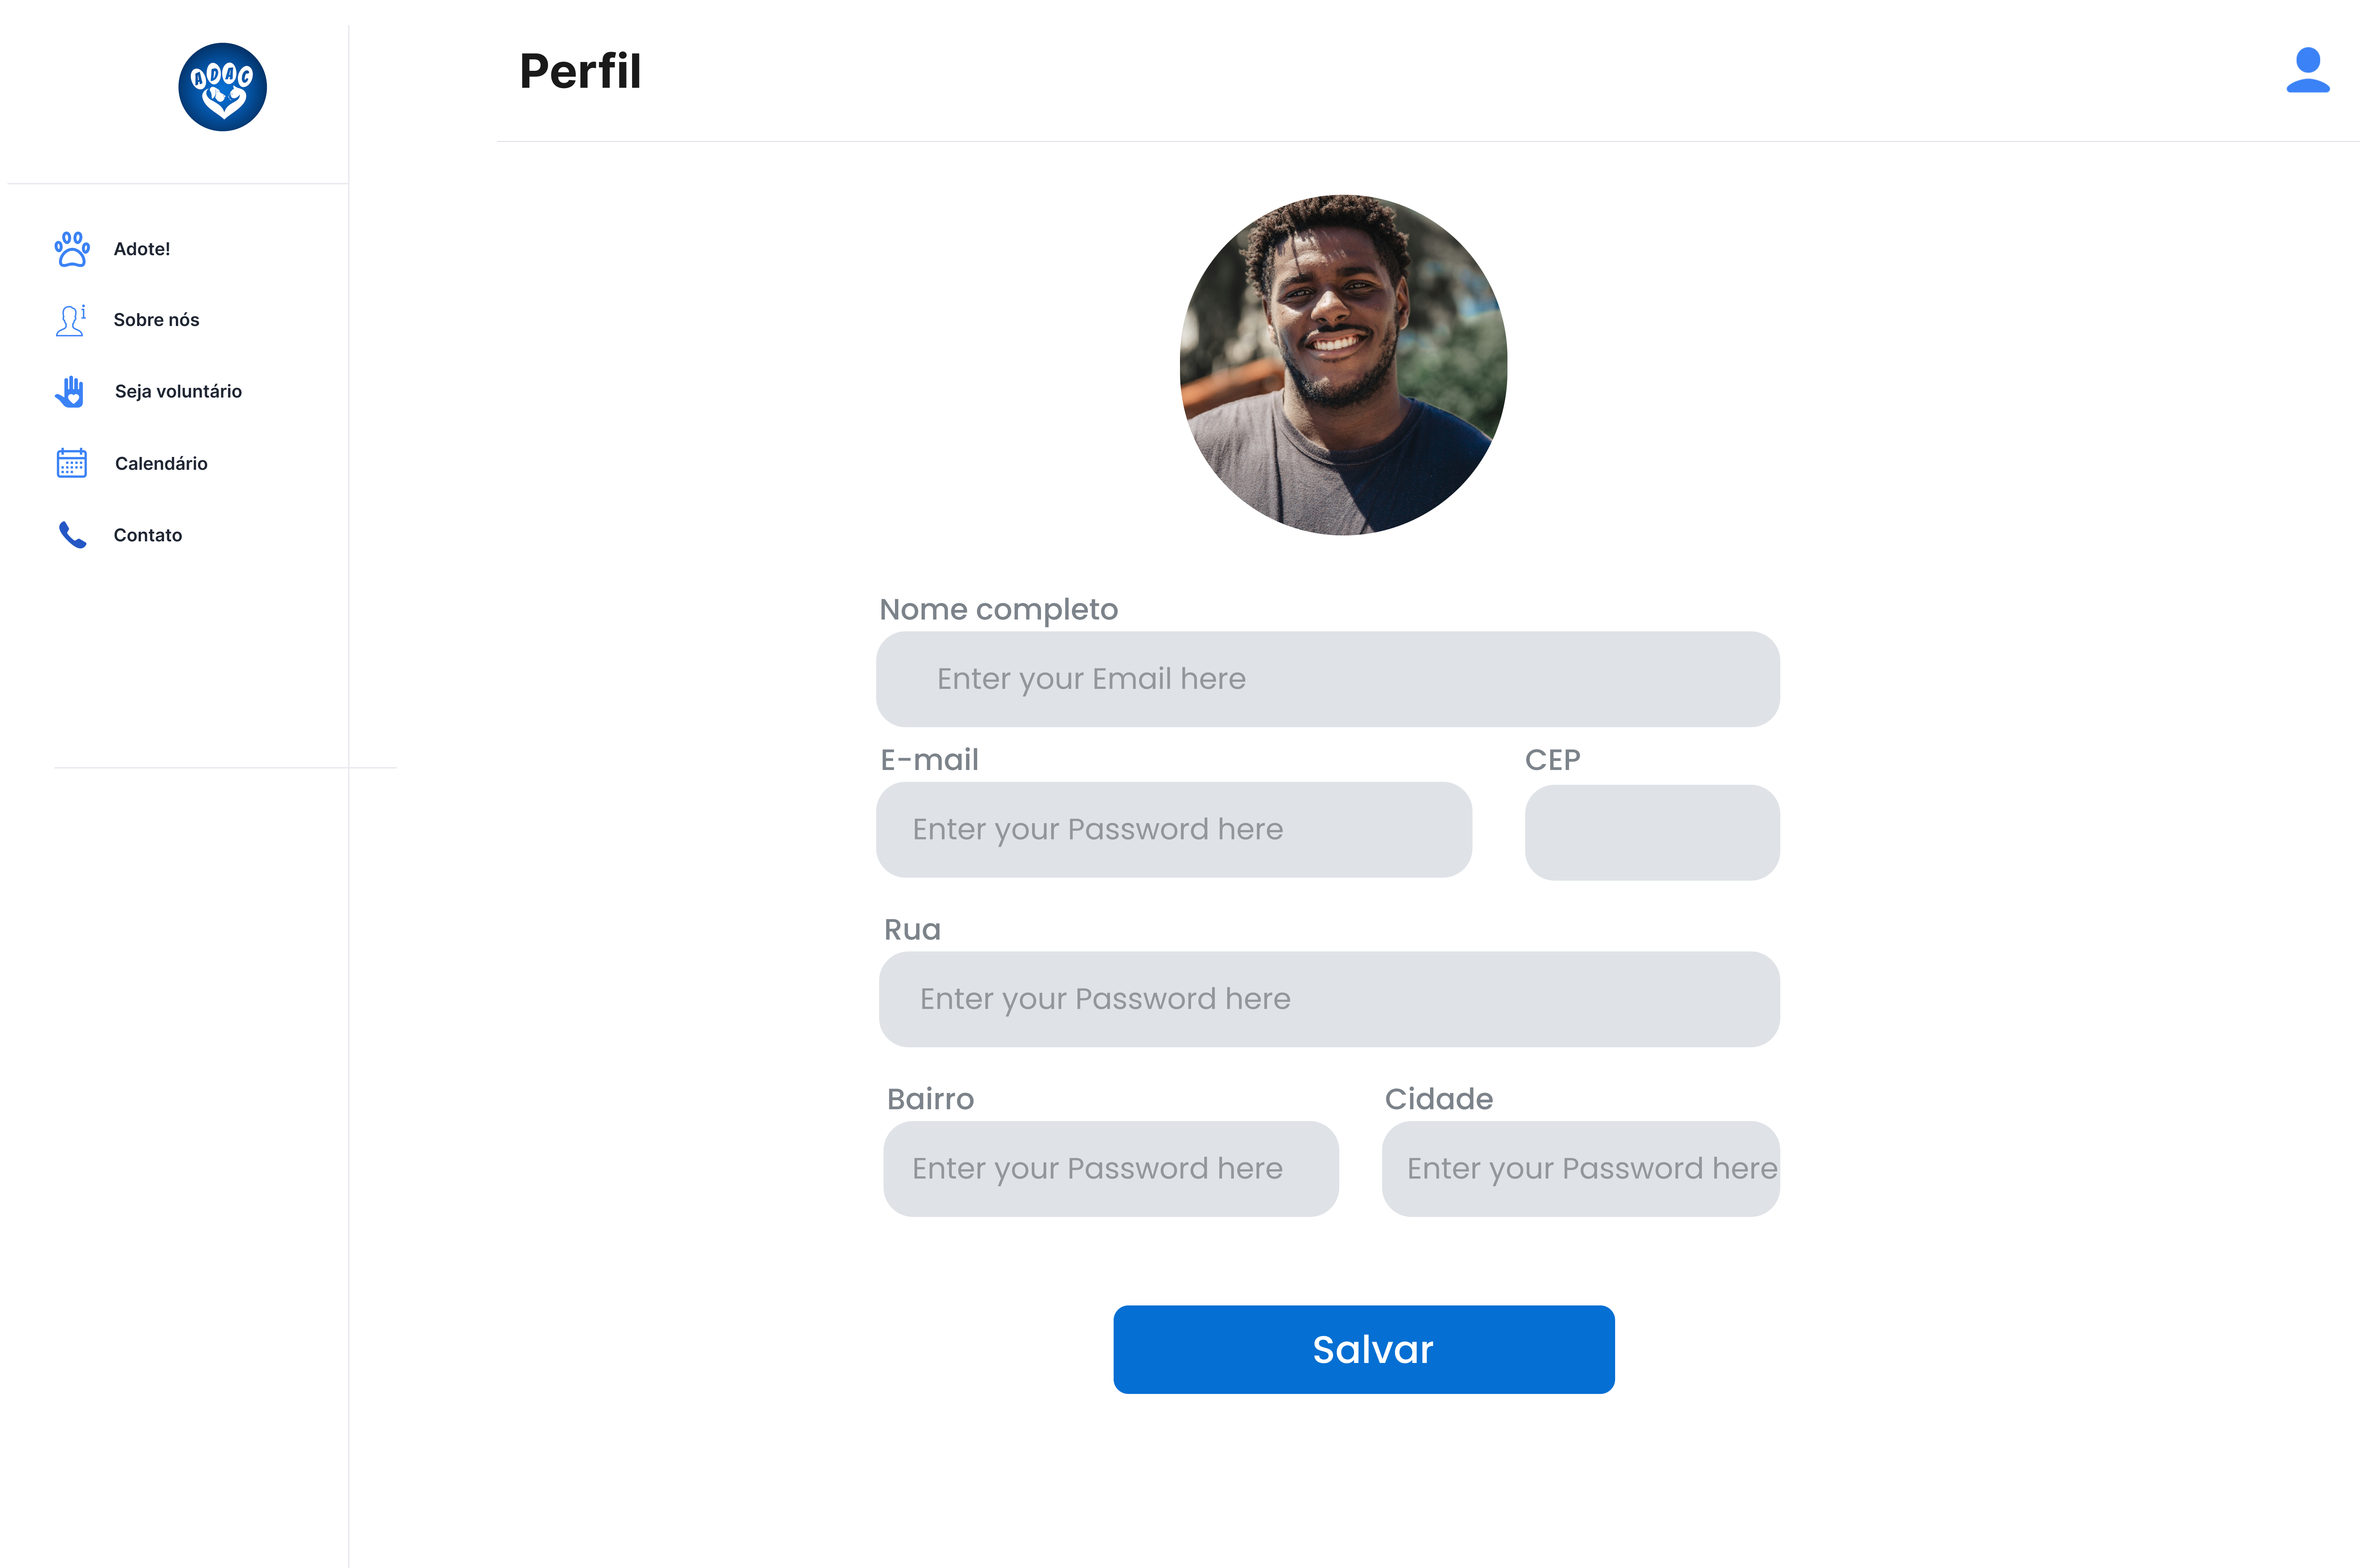 ADAC
Perfil
Adote!
Sobre nós
Seja voluntário
Calendário
Contato
Nome completo
Enter your Email here
E-mail
CEP
Enter your Password here
Rua
Enter your Password here
Bairro
Cidade
Enter your Password here
Enter your Password here
Salvar